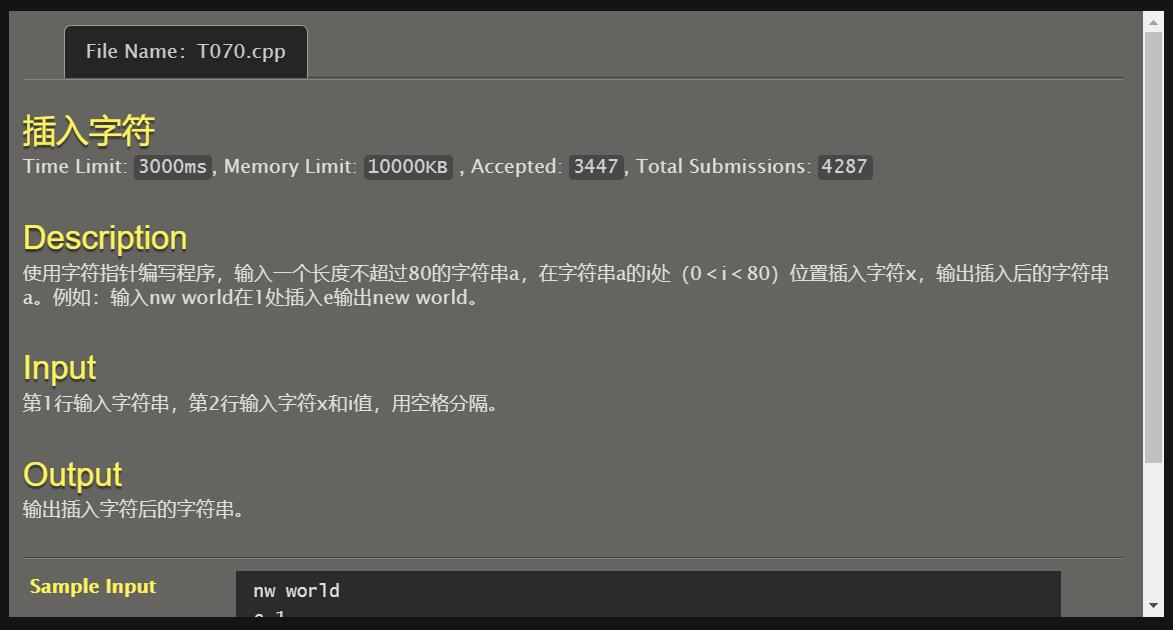 File Name：T070.cpp
插入字符
Time Limit: 3000ms, Memory Limit: 10000KB , Accepted: 3447, Total Submissions: 4287
Description
使用字符指针编写程序，输入一个长度不超过80的字符串a，在字符串a的i处（0＜i＜80）位置插入字符x，输出插入后的字符串
a。例如：输入nw world在1处插入e输出new world。
Input
第1行输入字符串，第2行输入字符x和i值，用空格分隔。
Output
输出插入字符后的字符串。
Sample Input
nw world